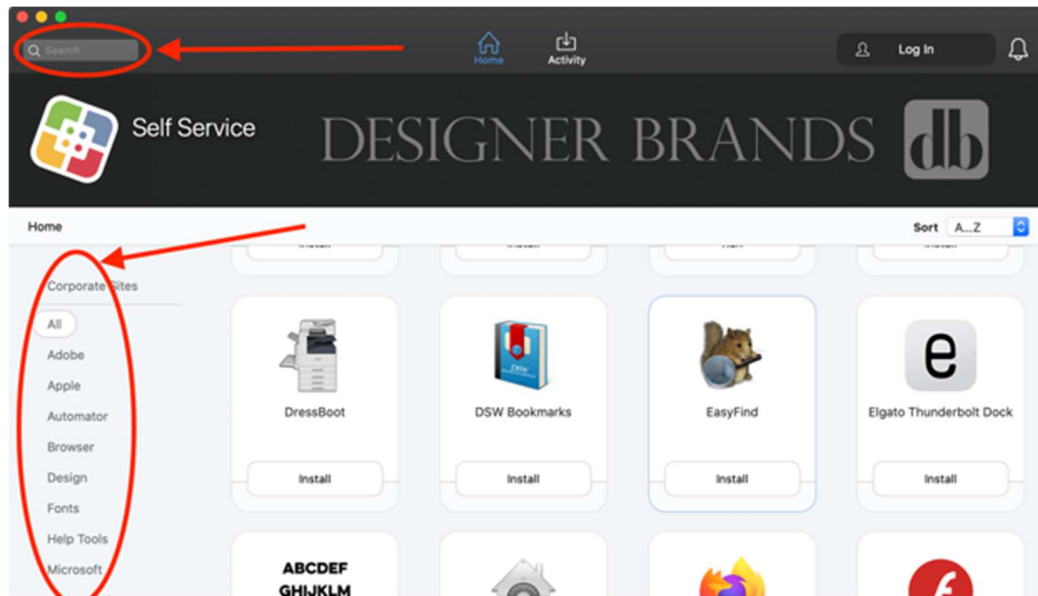 Search
Home
Activity
Log In
Self Service
DESIGNER BRANDS db
Home
Sort A...Z
Corporate Sites
All
Adobe
Apple
Automator
Browser
Design
Fonts
Help Tools
Microsoft
DressBoot
DSW Bookmarks
EasyFind
Elgato Thunderbolt Dock
Install
Install
Install
Install
ABCDEF
GHIJKLM